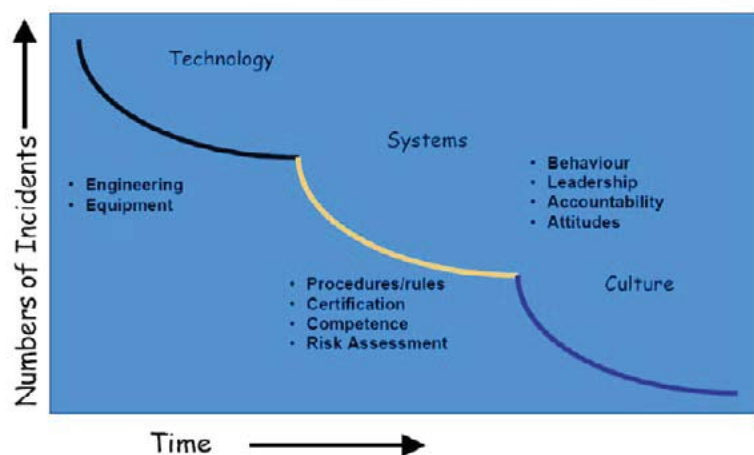 Technology
Systems
• Engineering
• Equipment
• Behaviour
• Leadership
• Accountability
• Attitudes
• Procedures/rules
• Certification
• Competence
• Risk Assessment
Culture
Numbers of Incidents
Time